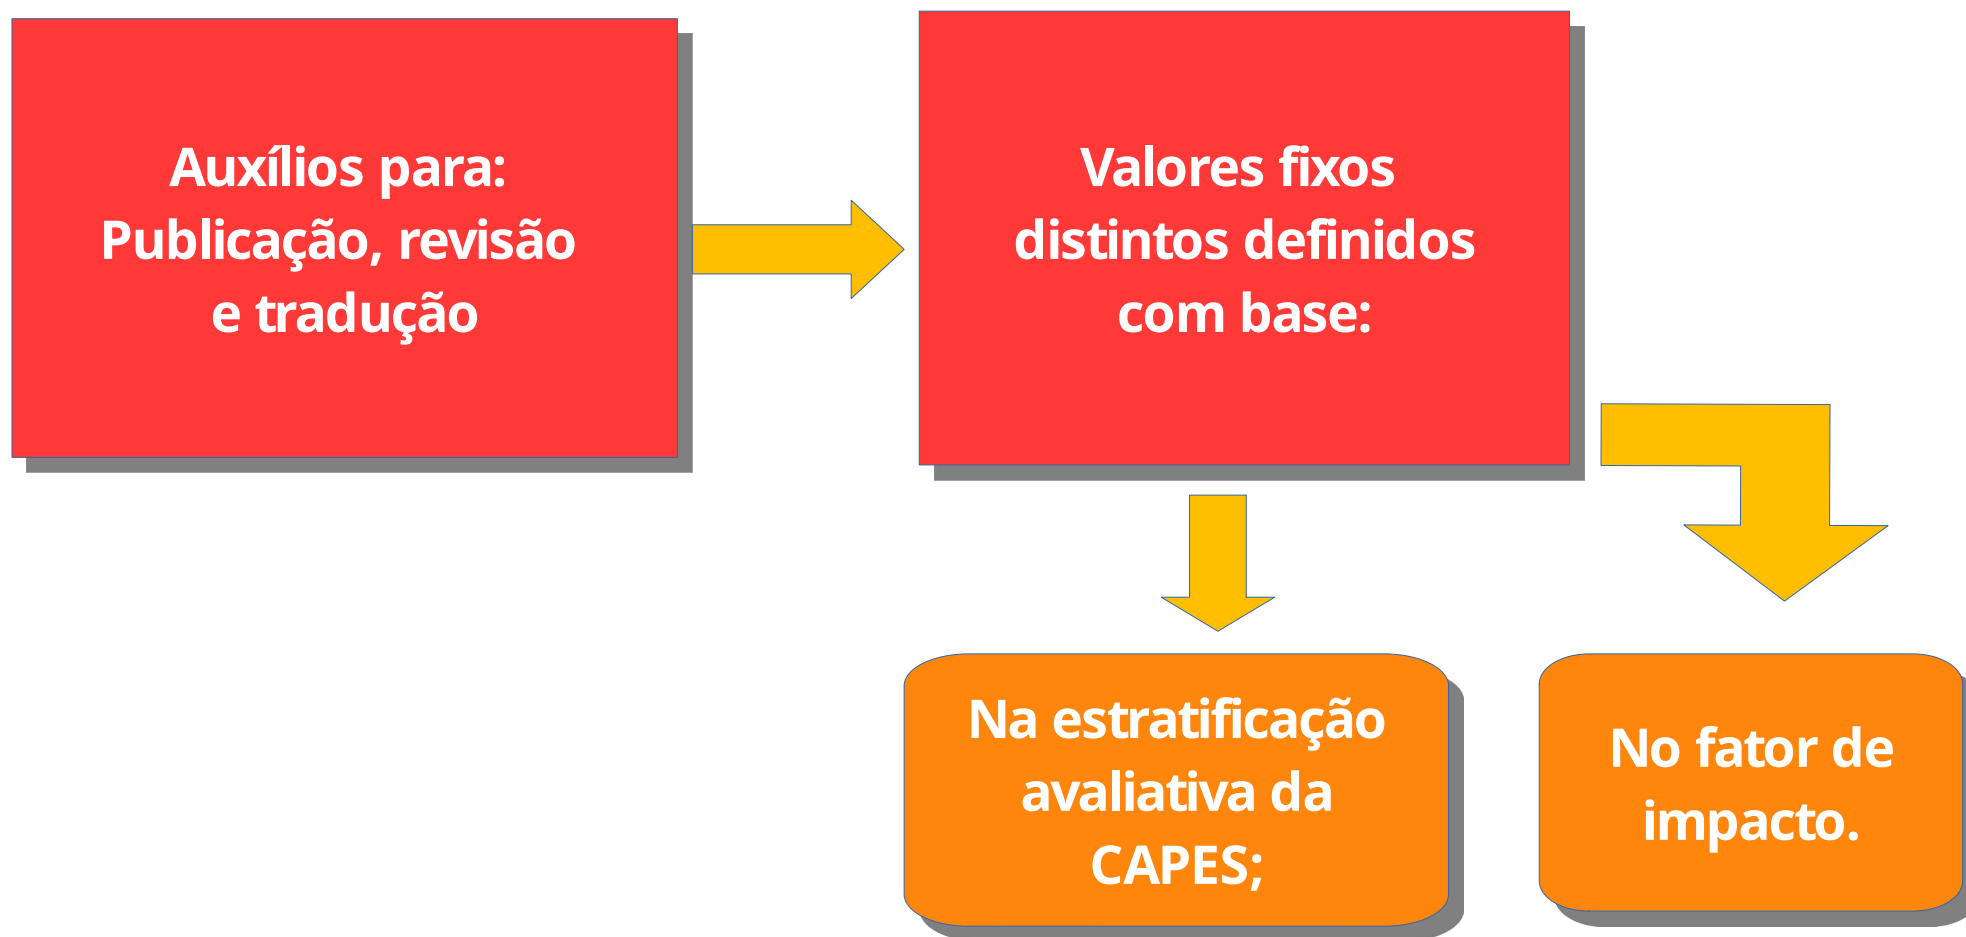 Auxílios para:
Publicação, revisão
e tradução
Valores fixos
distintos definidos
com base:
Na estratificação
avaliativa da
CAPES;
No fator de
impacto.